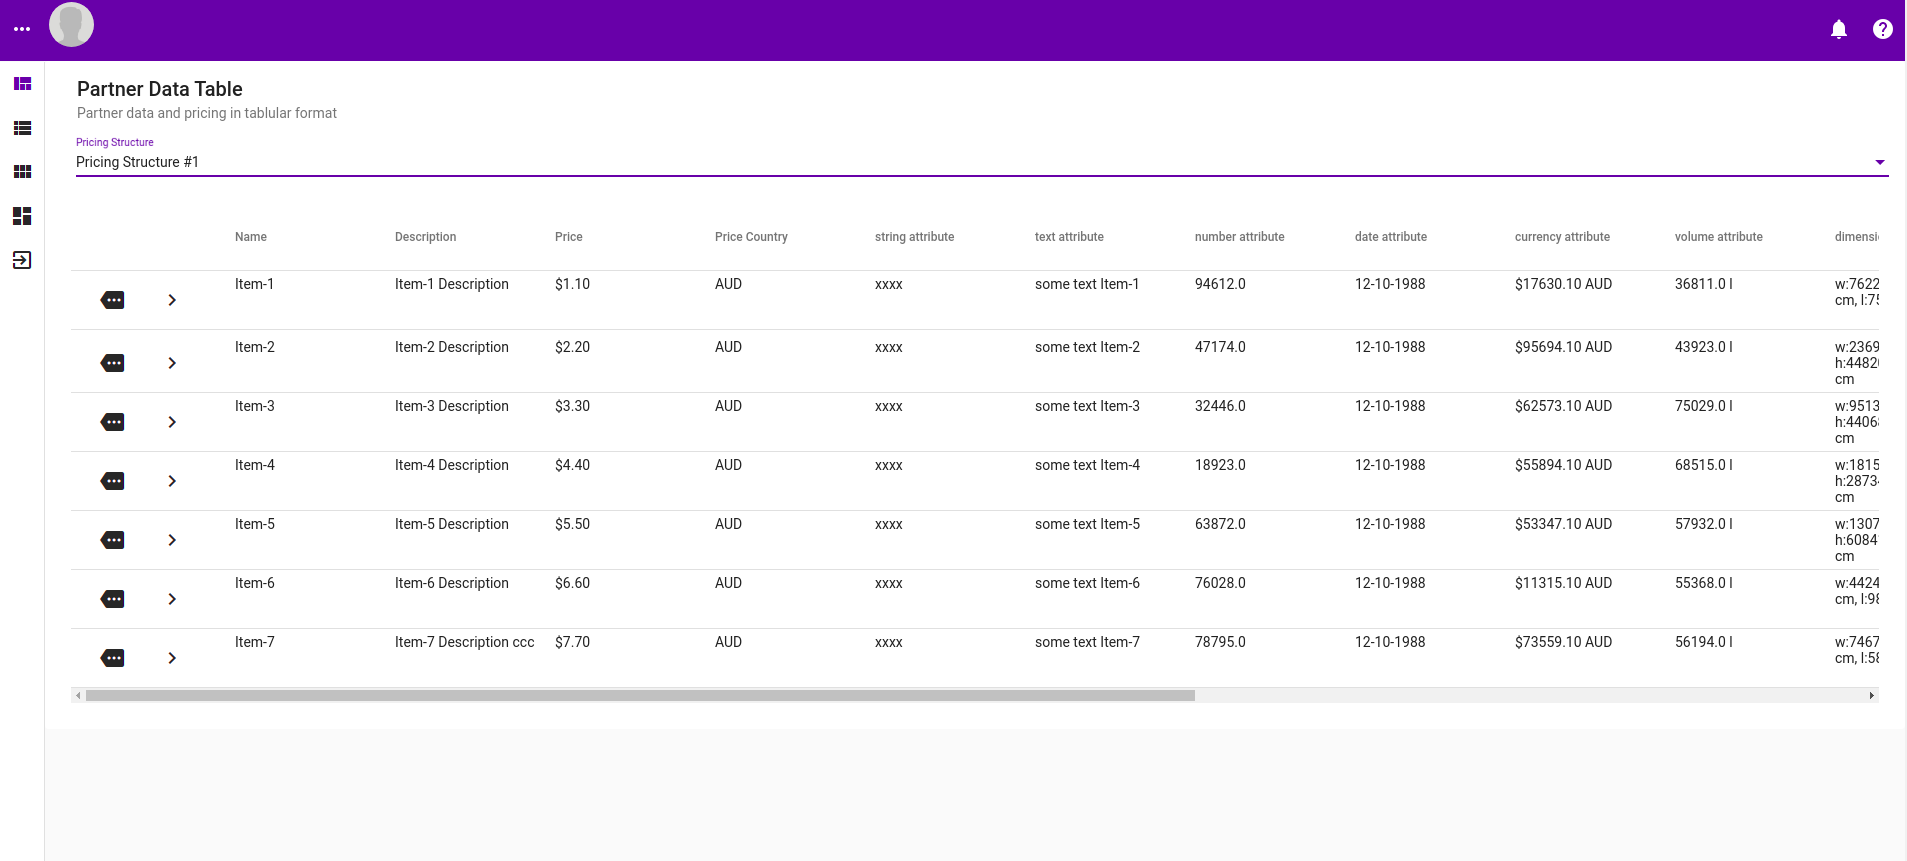 Partner Data Table
Partner data and pricing in tablular format
Pricing Structure
Pricing Structure #1
Name Description Price Price Country string attribute text attribute number attribute date attribute currency attribute volume attribute
Item-1 Item-1 Description $1.10 AUD xxxx some text Item-1 94612.0 12-10-1988 $17630.10 AUD 36811.0 l w:7622
cm, l:75
Item-2 Item-2 Description $2.20 AUD xxxx some text Item-2 47174.0 12-10-1988 $95694.10 AUD 43923.0 l w:2369
h:4482
cm
Item-3 Item-3 Description $3.30 AUD xxxx some text Item-3 32446.0 12-10-1988 $62573.10 AUD 75029.0 l w:9513
h:4406
cm
Item-4 Item-4 Description $4.40 AUD xxxx some text Item-4 18923.0 12-10-1988 $55894.10 AUD 68515.0 l w:1815
h:2873
cm
Item-5 Item-5 Description $5.50 AUD xxxx some text Item-5 63872.0 12-10-1988 $53347.10 AUD 57932.0 l w:1307
h:6084
cm
Item-6 Item-6 Description $6.60 AUD xxxx some text Item-6 76028.0 12-10-1988 $11315.10 AUD 55368.0 l w:4424
cm, l:98
Item-7 Item-7 Description ccc $7.70 AUD xxxx some text Item-7 78795.0 12-10-1988 $73559.10 AUD 56194.0 l w:7467
cm, l:58